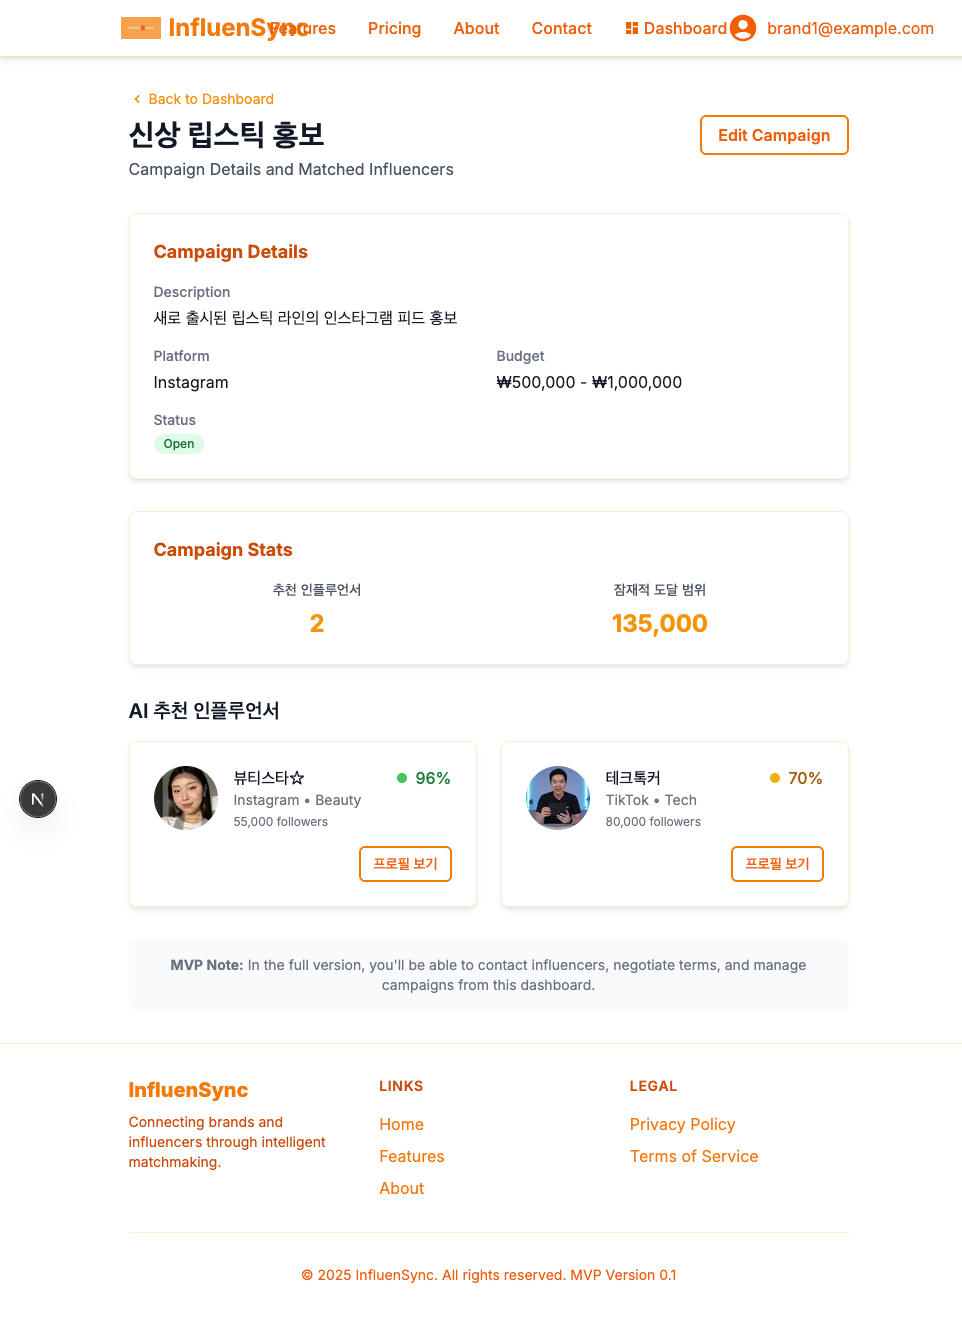 InfluenSync
Features
Pricing
About
Contact
Dashboard
brand1@example.com
Back to Dashboard
신상 립스틱 홍보
Edit Campaign
Campaign Details and Matched Influencers
Campaign Details
Description
새로 출시된 립스틱 라인의 인스타그램 피드 홍보
Platform
Budget
Instagram
₩500,000 - ₩1,000,000
Status
Open
Campaign Stats
추천 인플루언서
잠재적 도달 범위
2
135,000
AI 추천 인플루언서
뷰티스타☆
96%
Instagram • Beauty
55,000 followers
프로필 보기
테크톡커
70%
TikTok • Tech
80,000 followers
프로필 보기
N
MVP Note: In the full version, you'll be able to contact influencers, negotiate terms, and manage
campaigns from this dashboard.
InfluenSync
Connecting brands and
influencers through intelligent
matchmaking.
LINKS
Home
Features
About
LEGAL
Privacy Policy
Terms of Service
© 2025 InfluenSync. All rights reserved. MVP Version 0.1